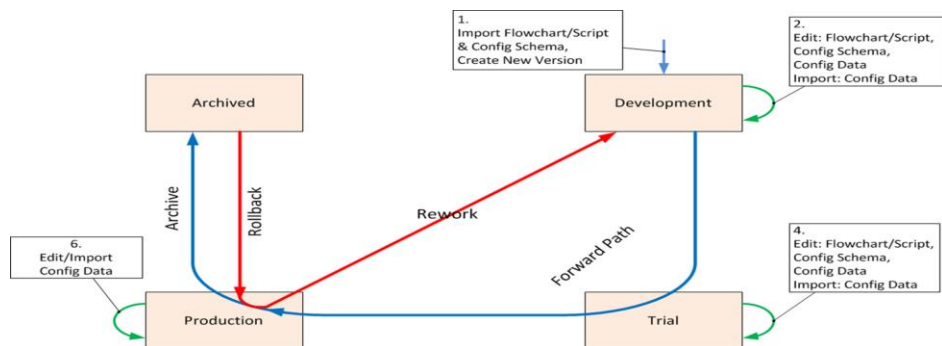 1.
Import Flowchart/Script
& Config Schema,
Create New Version
2.
Edit: Flowchart/Script,
Config Schema,
Config Data
Import: Config Data
Archived
Development
Archive
Rollback
Rework
Forward Path
6.
Edit/Import
Config Data
4.
Edit: Flowchart/Script,
Config Schema,
Config Data
Import: Config Data
Production
Trial